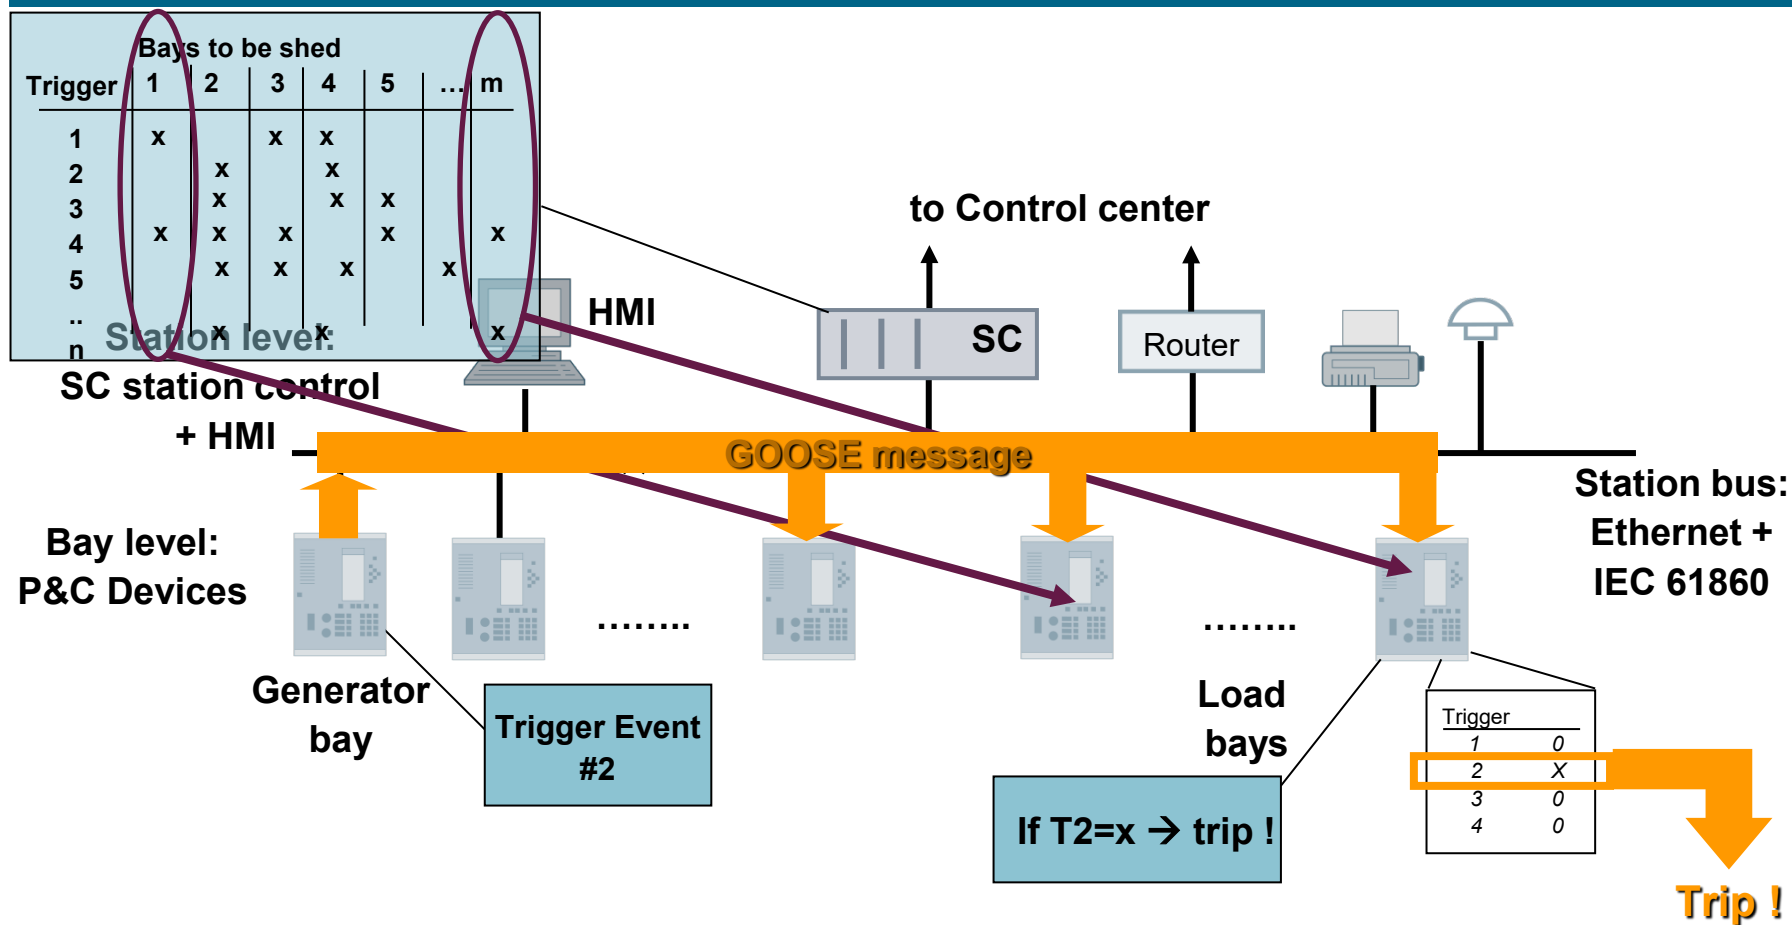 Bays to be shed
Trigger 1 2 3 4 5 ... m
1 x x x
2 x x
3 x x x
4 x x x x x
5 x x x x
..
n x x x
Station level:
SC station control
+ HMI
HMI
to Control center
SC
Router
GOOSE message
Station bus:
Ethernet +
IEC 61860
Bay level:
P&C Devices
........
........
Generator
bay
Trigger Event
#2
Load
bays
If T2=x → trip !
Trigger
1 0
2 X
3 0
4 0
Trip !